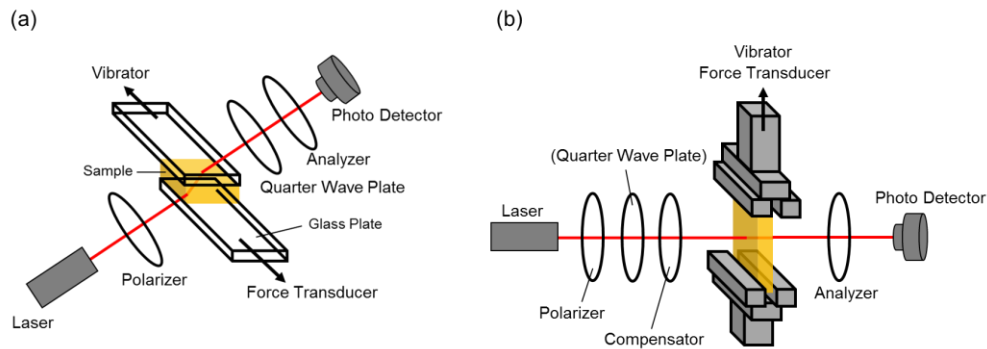 (a)
Vibrator
Photo Detector
Analyzer
Sample
Quarter Wave Plate
Glass Plate
Polarizer
Force Transducer
Laser
(b)
Vibrator
Force Transducer
(Quarter Wave Plate)
Laser
Photo Detector
Polarizer
Analyzer
Compensator